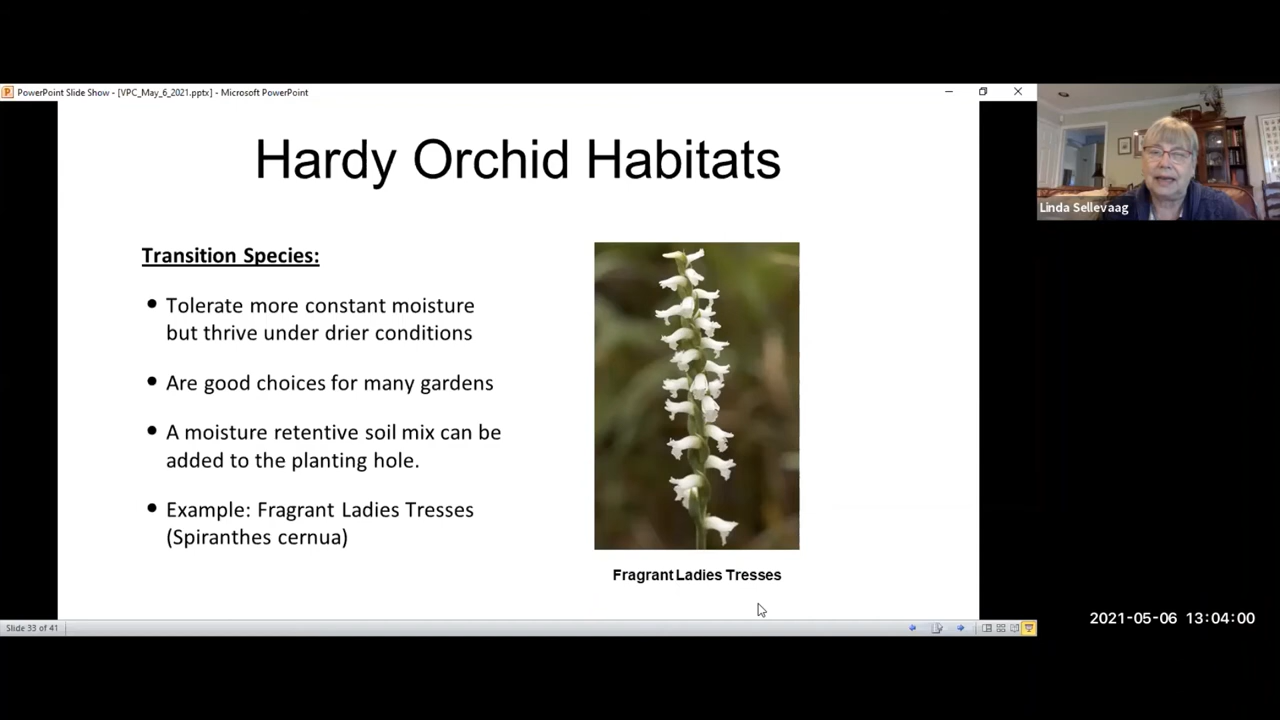 PowerPoint Slide Show - [VPC_May_6_2021.pptx] - Microsoft PowerPoint
Hardy Orchid Habitats
Linda Sellevaag
Transition Species:
• Tolerate more constant moisture
but thrive under drier conditions
• Are good choices for many gardens
• A moisture retentive soil mix can be
added to the planting hole.
• Example: Fragrant Ladies Tresses
(Spiranthes cernua)
Fragrant Ladies Tresses
2021-05-06 13:04:00
Slide 33 of 41